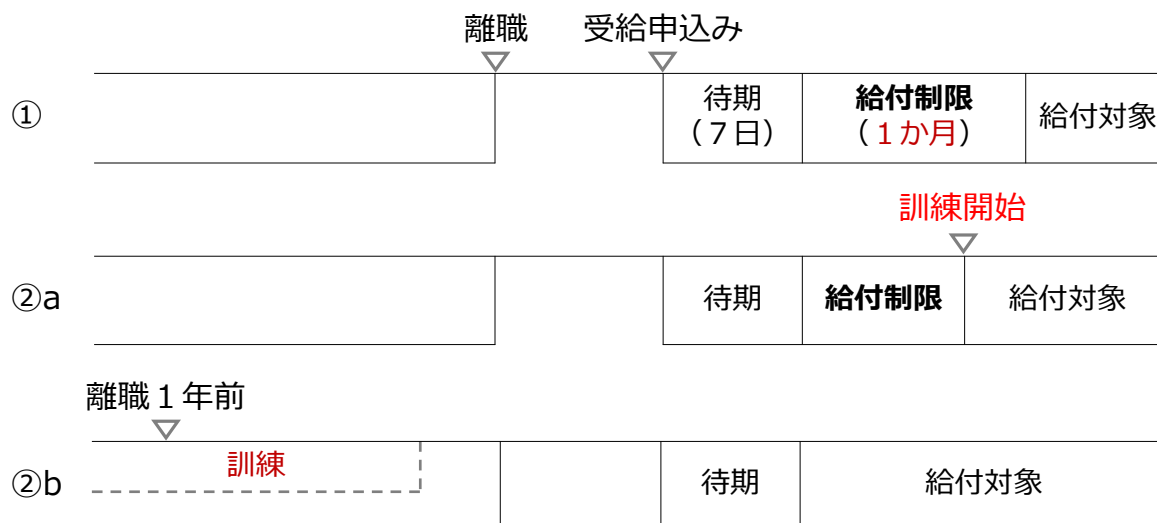 離職 受給申込み
① 待期 給付制限 給付対象
（７日） （１か月）
訓練開始
②a 待期 給付制限 給付対象
離職１年前
訓練
②b 待期 給付対象